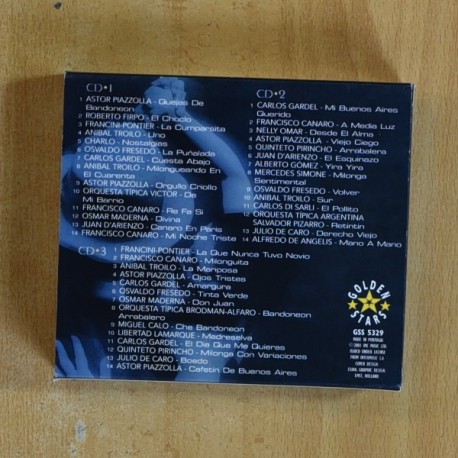 CD•1
1 ASTOR PIAZZOLLA - Quejas De
Bandoneon
2 ROBERTO FIRPO - El Choclo
3 FRANCINI-PONTIER - La Cumparsita
4 ANIBAL TROILO - Uno
5 CHARLO - Nostalgias
6 OSVALDO FRESEDO - La Puñalada
7 CARLOS GARDEL - Cuesta Abajo
8 ANIBAL TROILO - Milongueando En
El Cuarenta
9 ASTOR PIAZZOLLA - Orgullo Criollo
10 ORQUESTA TÍPICA VICTOR - De
Mi Barrio
11 FRANCISCO CANARO - Re Fa Si
12 OSMAR MADERNA - Divina
13 JUAN D'ARIENZO - Canaro En Paris
14 FRANCISCO CANARO - Mi Noche Triste
CD•2
1 CARLOS GARDEL - Mi Buenos Aires
Querido
2 FRANCISCO CANARO - A Media Luz
3 NELLY OMAR - Desde El Alma
4 ASTOR PIAZZOLLA - Viejo Ciego
5 QUINTETO PIRINCHO - Arrabalera
6 JUAN D'ARIENZO - El Esquinazo
7 ALBERTO GÓMEZ - Yira Yira
8 MERCEDES SIMONE - Milonga
Sentimental
9 OSVALDO FRESEDO - Volver
10 ANIBAL TROILO - Sur
11 CARLOS DI SARLI - El Pollito
12 ORQUESTA TÍPICA ARGENTINA
SALVADOR PIZARRO - Retintin
13 JULIO DE CARO - Derecho Viejo
14 ALFREDO DE ANGELIS - Mano A Mano
CD•3
1 FRANCINI-PONTIER - La Que Nunca Tuvo Novio
2 FRANCISCO CANARO - Milonguita
3 ANIBAL TROILO - La Mariposa
4 ASTOR PIAZZOLLA - Ojos Tristes
5 CARLOS GARDEL - Amargura
6 OSVALDO FRESEDO - Tinta Verde
7 OSMAR MADERNA - Don Juan
8 ORQUESTA TÍPICA BRODMAN-ALFARO - Bandoneon
Arrabalero
9 MIGUEL CALO - Che Bandoneon
10 LIBERTAD LAMARQUE - Madreselva
11 CARLOS GARDEL - El Dia Que Me Quieras
12 QUINTETO PIRINCHO - Milonga Con Variaciones
13 JULIO DE CARO - Boedo
14 ASTOR PIAZZOLLA - Cafetín De Buenos Aires
GOLDEN
STARS
GSS 5329
MADE IN PORTUGAL